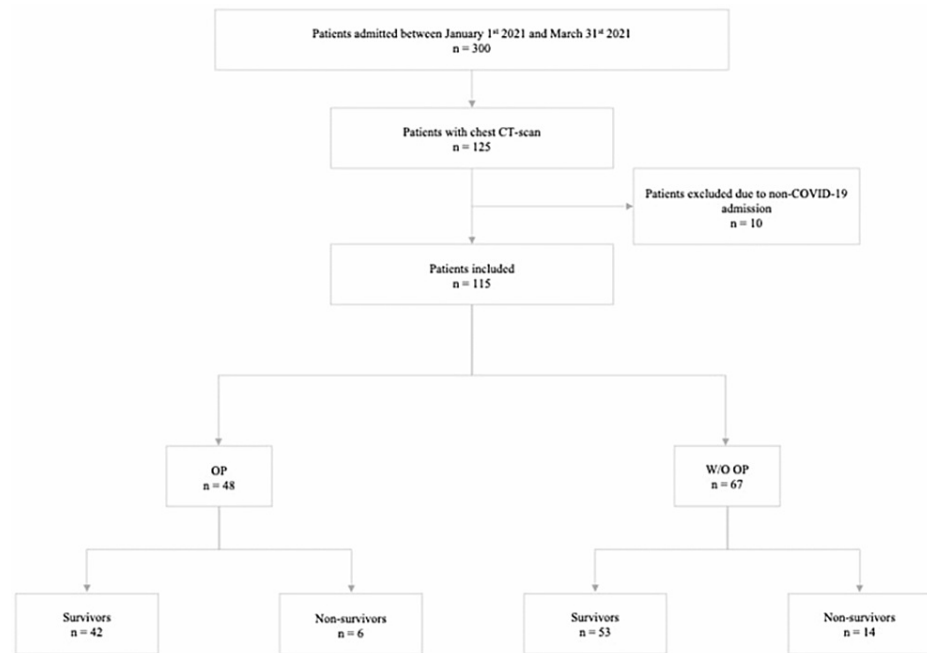 Patients admitted between January 1st 2021 and March 31st 2021
n = 300
Patients with chest CT-scan
n = 125
Patients excluded due to non-COVID-19
admission
n = 10
Patients included
n = 115
OP
n = 48
W/O OP
n = 67
Survivors
n = 42
Non-survivors
n = 6
Survivors
n = 53
Non-survivors
n = 14